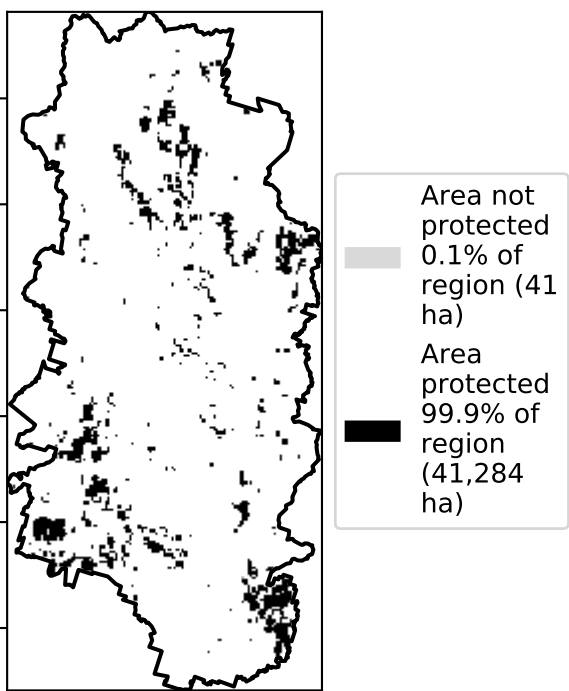 Area not
protected
0.1% of
region (41
ha)
Area
protected
99.9% of
region
(41,284
ha)